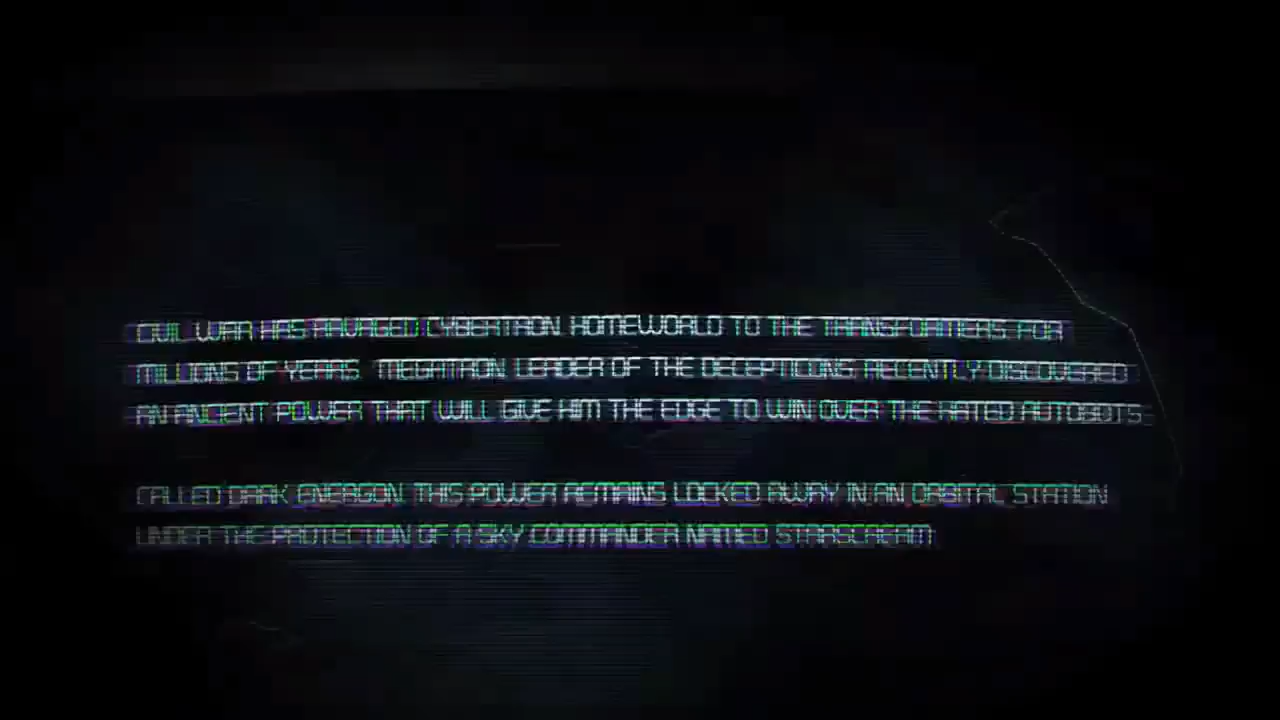 CIVIL WAR HAS RAVAGED CYBERTRON, HOMEWORLD TO THE TRANSFORMERS, FOR
MILLIONS OF YEARS. MEGATRON, LEADER OF THE DECEPTICONS, RECENTLY DISCOVERED
AN ANCIENT POWER THAT WILL GIVE HIM THE EDGE TO WIN OVER THE HATED AUTOBOTS.
CALLED DARK ENERGON, THIS POWER REMAINS LOCKED AWAY IN AN ORBITAL STATION
UNDER THE PROTECTION OF A SKY COMMANDER NAMED STARSCREAM.